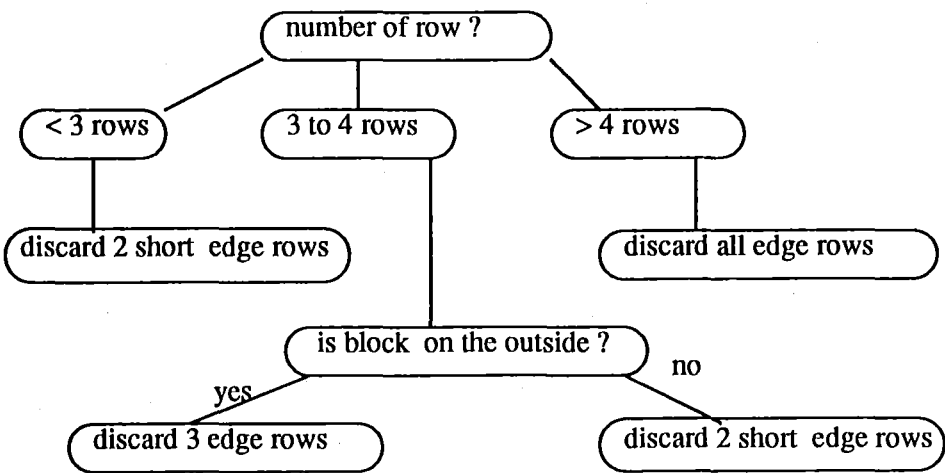 number of row ?
< 3 rows
3 to 4 rows
> 4 rows
discard 2 short edge rows
discard all edge rows
is block on the outside ?
yes
no
discard 3 edge rows
discard 2 short edge rows